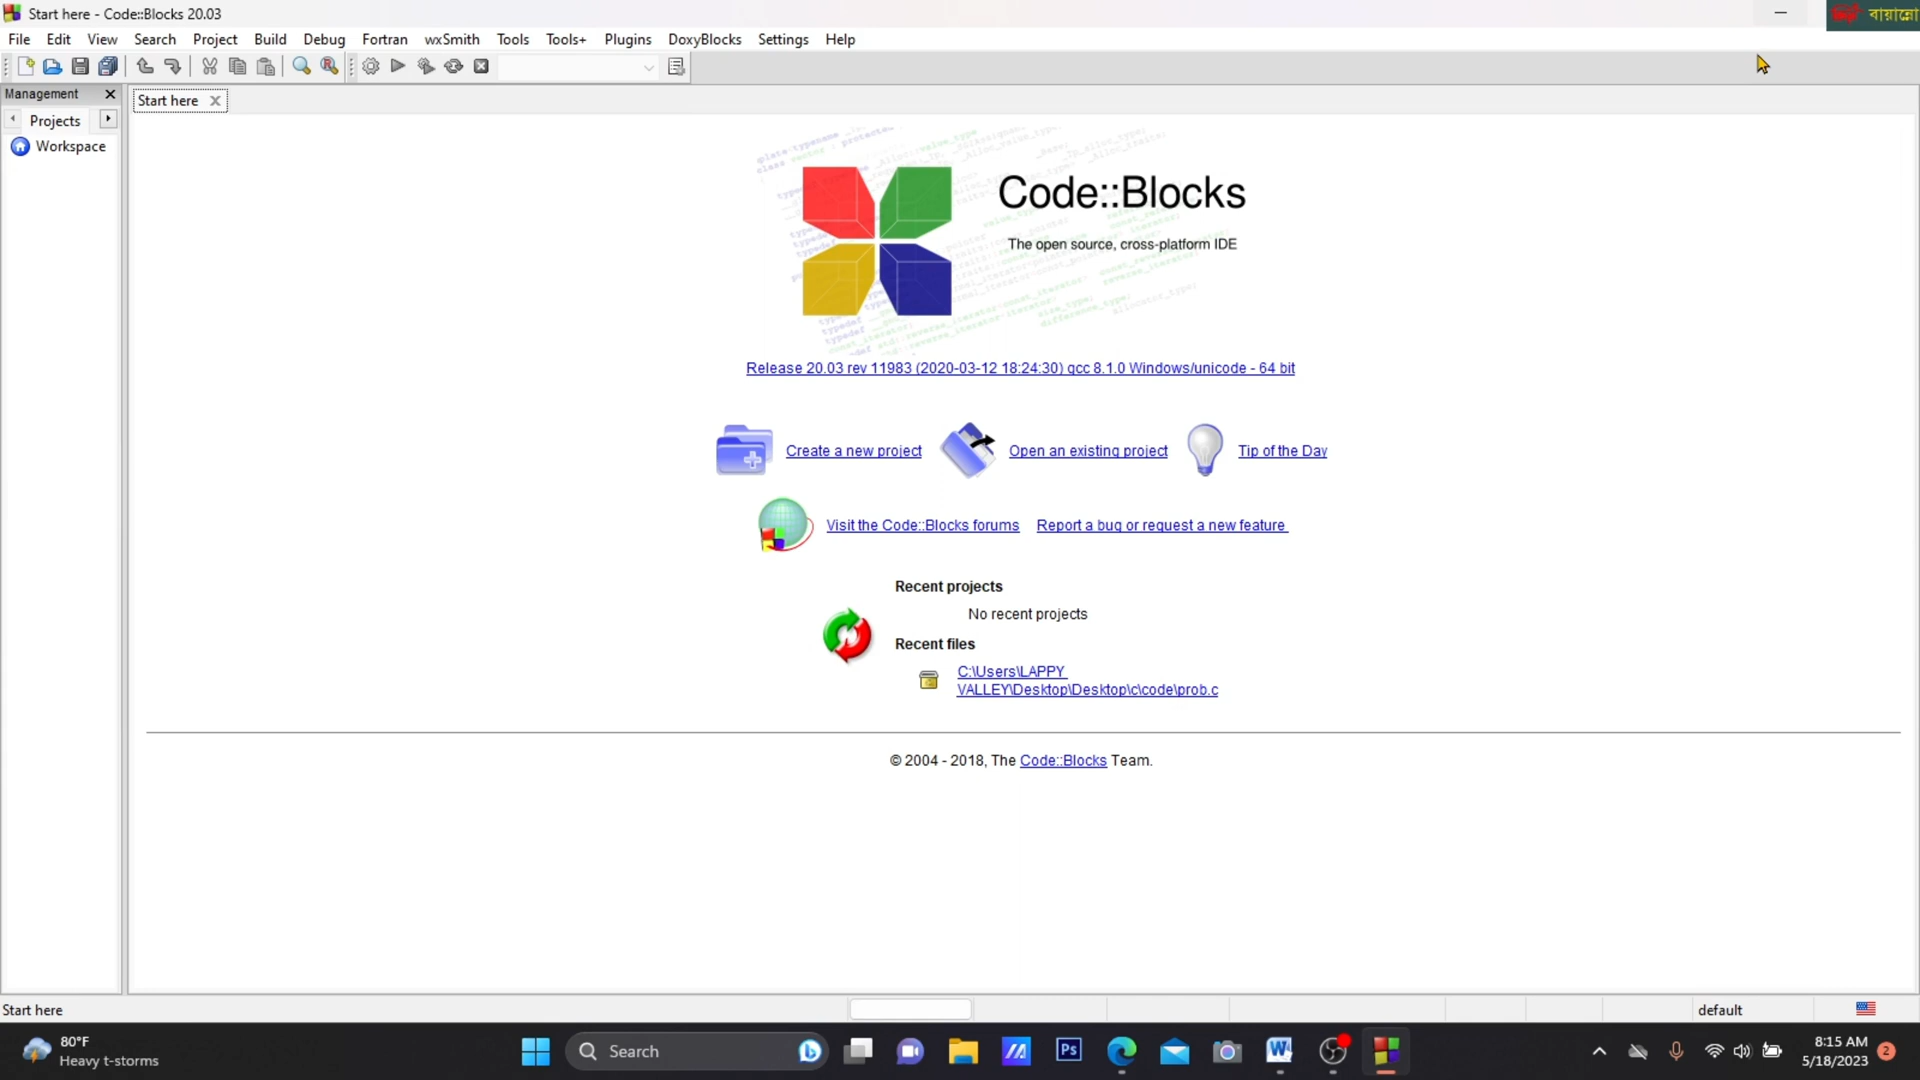 Start here - Code::Blocks 20.03
বায়ান্নো
File Edit View Search Project Build Debug Fortran wxSmith Tools Tools+ Plugins DoxyBlocks Settings Help
Management
Start here
Projects
Workspace
Code::Blocks
The open source, cross-platform IDE
Release 20.03 rev 11983 (2020-03-12 18:24:30) gcc 8.1.0 Windows/unicode - 64 bit
Create a new project Open an existing project Tip of the Day
Visit the Code::Blocks forums Report a bug or request a new feature
Recent projects
No recent projects
Recent files
C:\Users\LAPPY
VALLEY\Desktop\Desktop\c\code\prob.c
© 2004 - 2018, The Code::Blocks Team.
Start here default
80°F
Heavy t-storms
Search
Ps
8:15 AM
5/18/2023
2